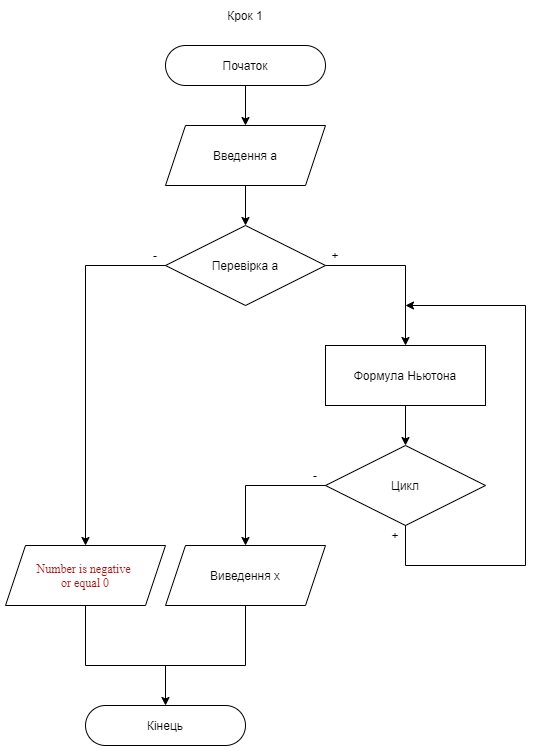 Крок 1
Початок
Введення a
Перевірка a
-
+
Формула Ньютона
Цикл
-
+
Number is negative
or equal 0
Виведення x
Кінець